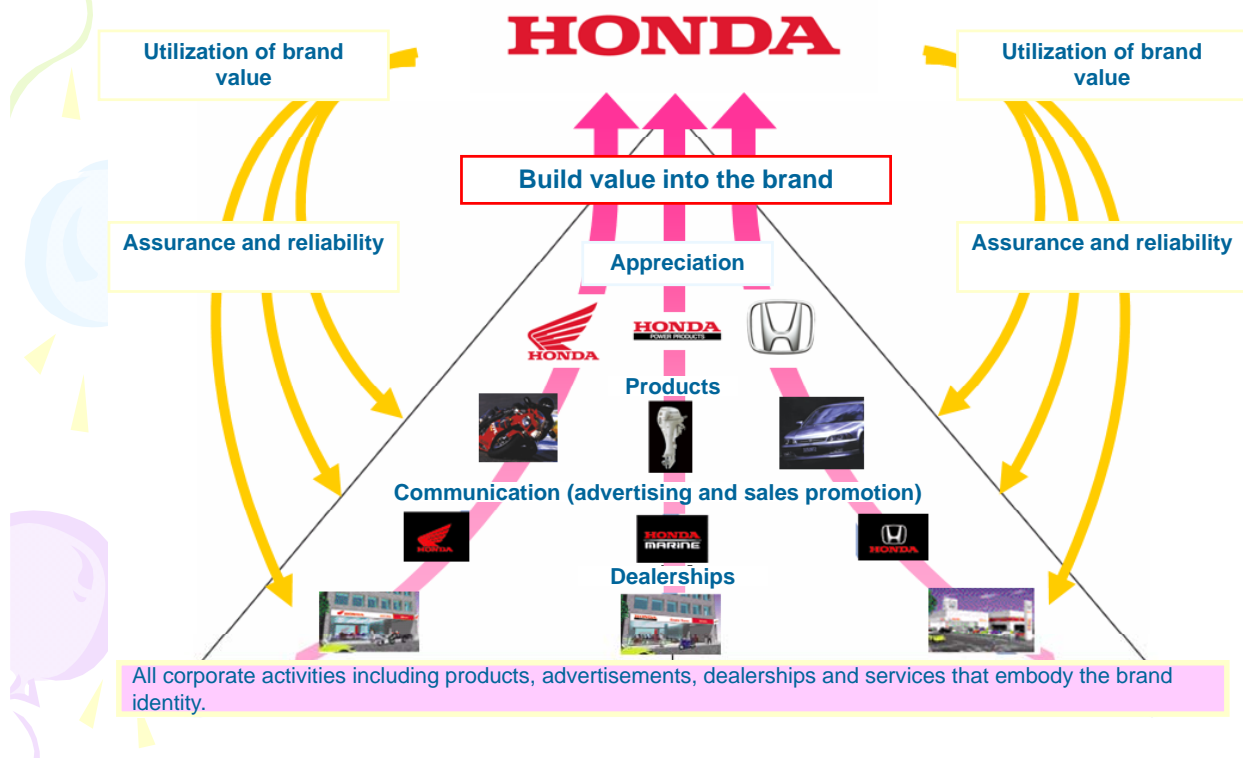 HONDA
Utilization of brand
value
Utilization of brand
value
Build value into the brand
Assurance and reliability
Assurance and reliability
Appreciation
HONDA
HONDA
POWER PRODUCTS
Products
Communication (advertising and sales promotion)
HONDA
HONDA
MARINE
HONDA
Dealerships
All corporate activities including products, advertisements, dealerships and services that embody the brand
identity.